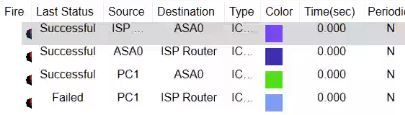 Fire Last Status Source Destination Type Color Time(sec) Periodic
Successful ISP ... ASA0 IC... 0.000 N
Successful ASA0 ISP Router IC... 0.000 N
Successful PC1 ASA0 IC... 0.000 N
Failed PC1 ISP Router IC... 0.000 N